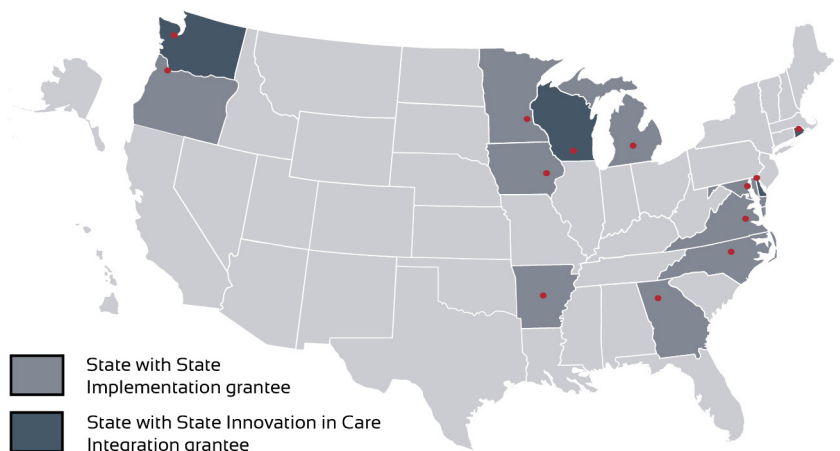 State with State
Implementation grantee
State with State Innovation in Care
Integration grantee